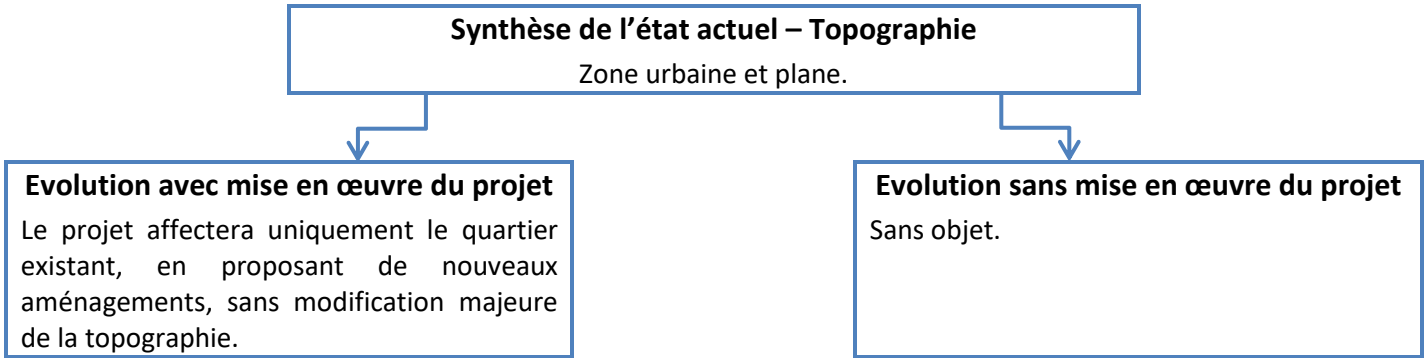 Synthèse de l’état actuel – Topographie
Zone urbaine et plane.
Evolution avec mise en œuvre du projet
Le projet affectera uniquement le quartier
existant, en proposant de nouveaux
aménagements, sans modification majeure
de la topographie.
Evolution sans mise en œuvre du projet
Sans objet.